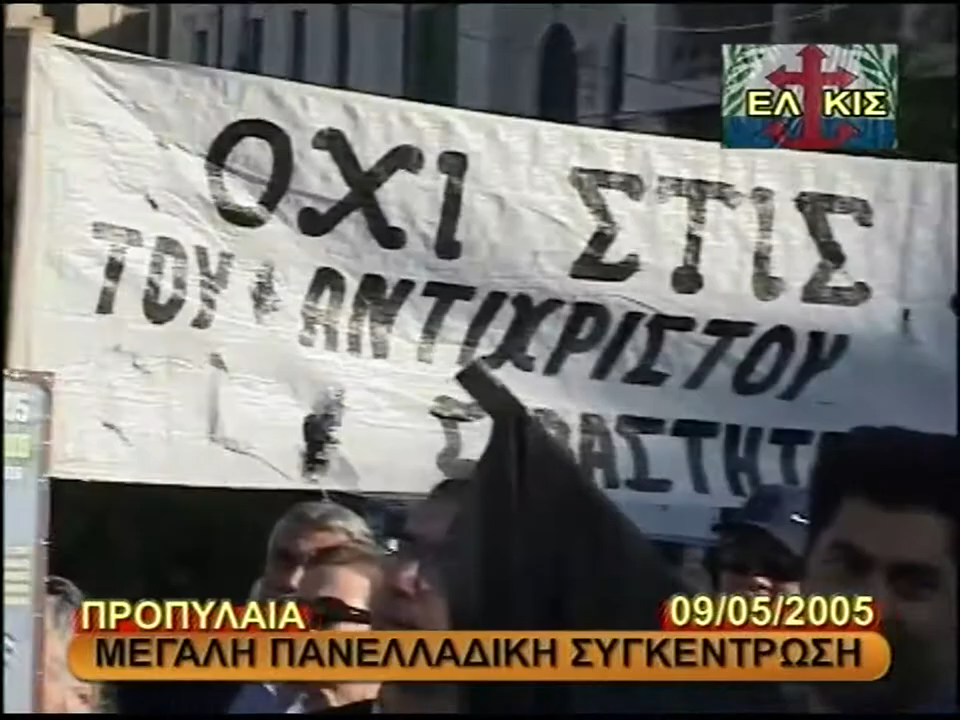 ΕΛ ΚΙΣ
ΟΧΙ ΣΤΙΣ
ΤΟΥ ΑΝΤΙΧΡΙΣΤΟΥ
ΠΡΟΠΥΛΑΙΑ
09/05/2005
ΜΕΓΑΛΗ ΠΑΝΕΛΛΑΔΙΚΗ ΣΥΓΚΕΝΤΡΩΣΗ